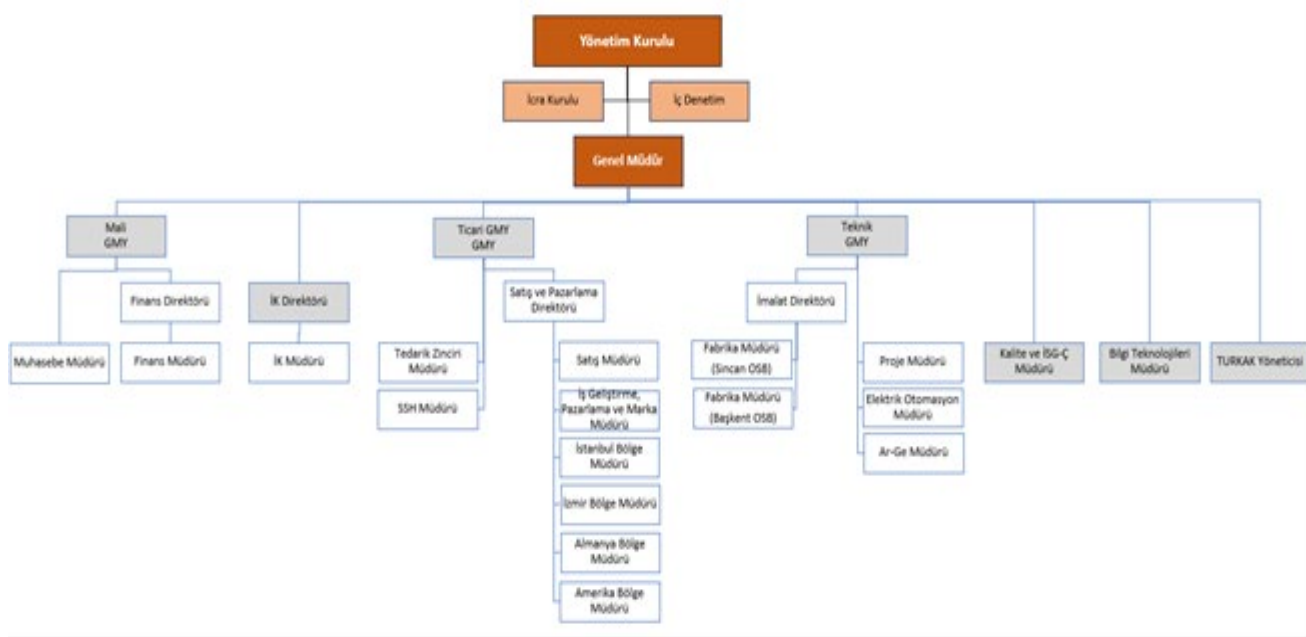 Yönetim Kurulu
İcra Kurulu
İç Denetim
Genel Müdür
Mali
GMY
Ticari GMY
GMY
Teknik
GMY
Finans Direktörü
İK Direktörü
Satış ve Pazarlama
Direktörü
İmalat Direktörü
Muhasebe Müdürü
Finans Müdürü
İK Müdürü
Tedarik Zinciri
Müdürü
SSH Müdürü
Satış Müdürü
İş Geliştirme,
Pazarlama ve Marka
Müdürü
İstanbul Bölge
Müdürü
İzmir Bölge Müdürü
Almanya Bölge
Müdürü
Amerika Bölge
Müdürü
Fabrika Müdürü
(Sincan OSB)
Fabrika Müdürü
(Başkent OSB)
Proje Müdürü
Elektrik Otomasyon
Müdürü
Ar-Ge Müdürü
Kalite ve İSG-Ç
Müdürü
Bilgi Teknolojileri
Müdürü
TURKAK Yöneticisi